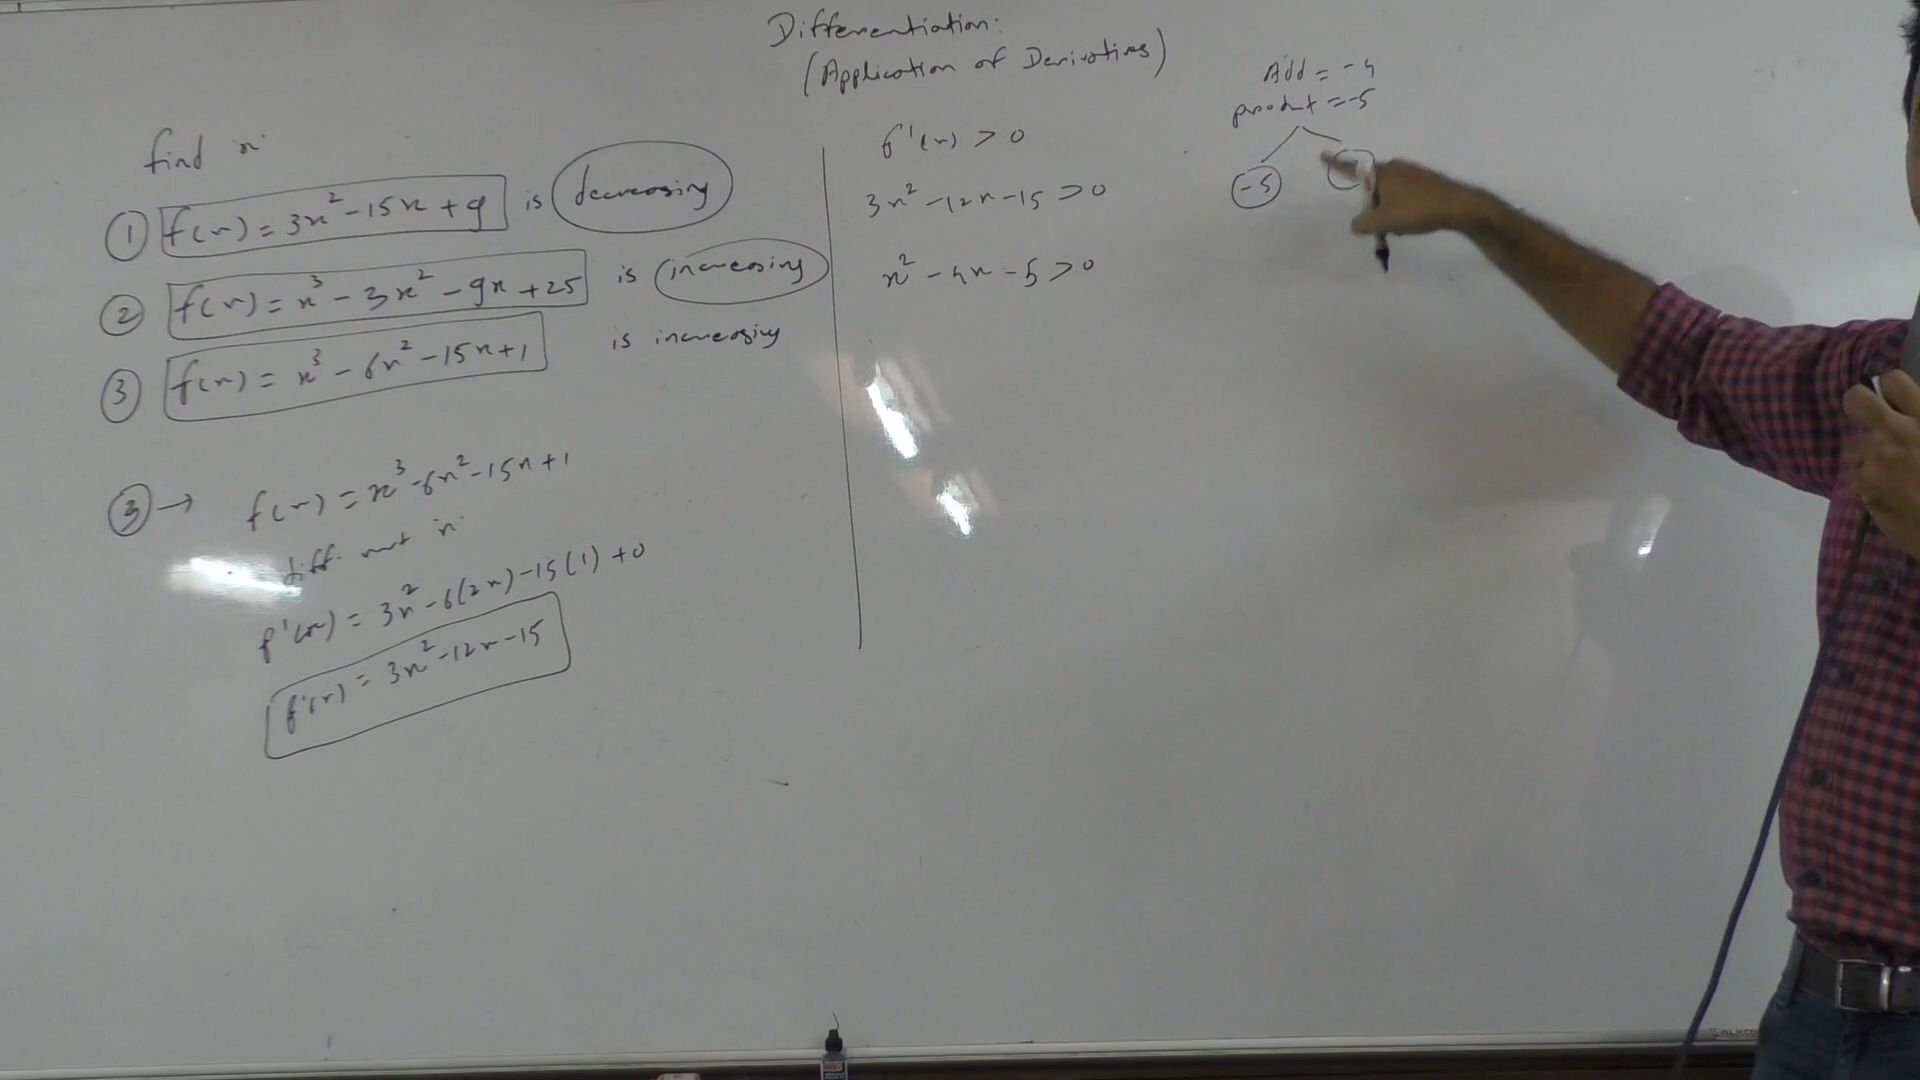 Differentiation:
(Application of Derivatives)
find x
① f(x) = 3x² - 15x + 9 is decreasing
② f(x) = x³ - 3x² - 9x + 25 is increasing
③ f(x) = x³ - 6x² - 15x + 1 is increasing
③ → f(x) = x³ - 6x² - 15x + 1
diff. wrt x
f'(x) = 3x² - 6(2x) - 15(1) + 0
f'(x) = 3x² - 12x - 15
f'(x) > 0
3x² - 12x - 15 > 0
x² - 4x - 5 > 0
Add = -4
product = -5
-5